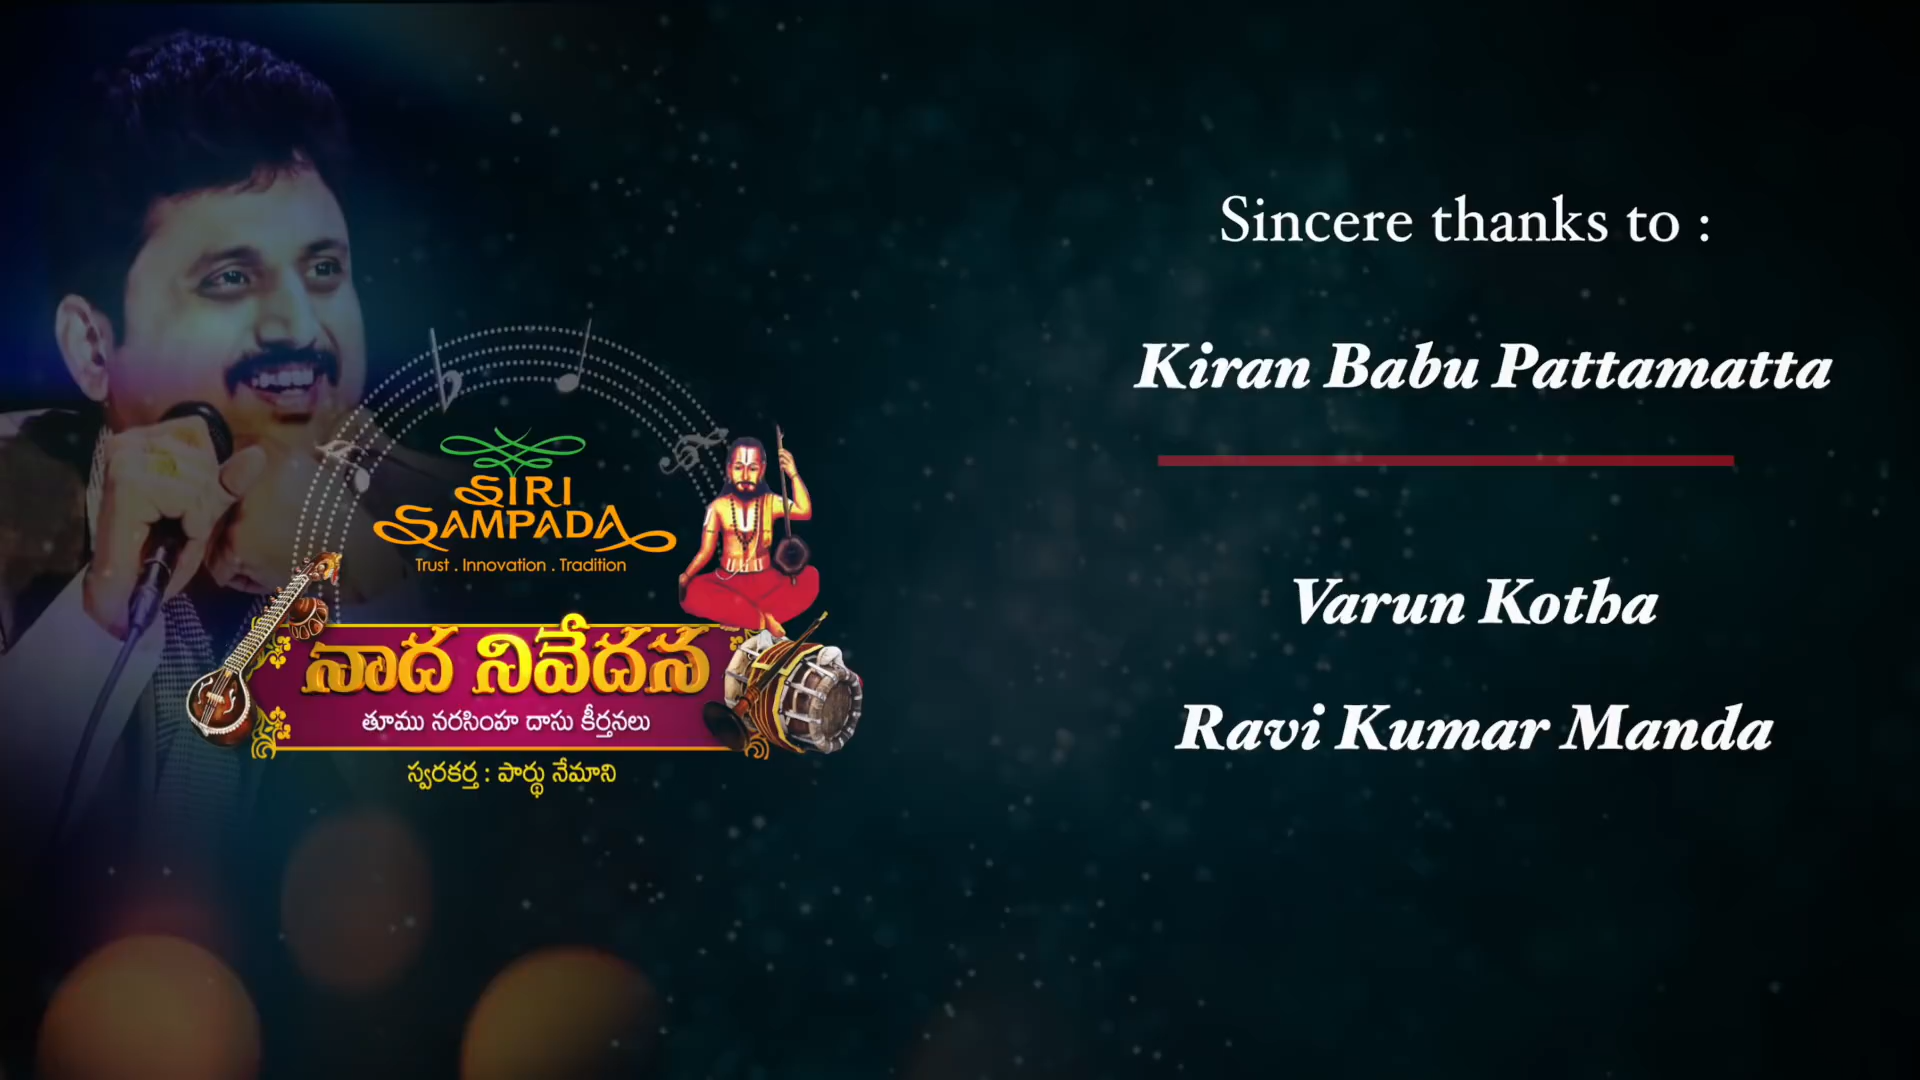 SIRI
SAMPADA
Trust . Innovation . Tradition
నాద నివేదన
తూము నరసింహ దాసు కీర్తనలు
స్వరకర్త : పార్థు నేమాని
Sincere thanks to :
Kiran Babu Pattamatta
Varun Kotha
Ravi Kumar Manda